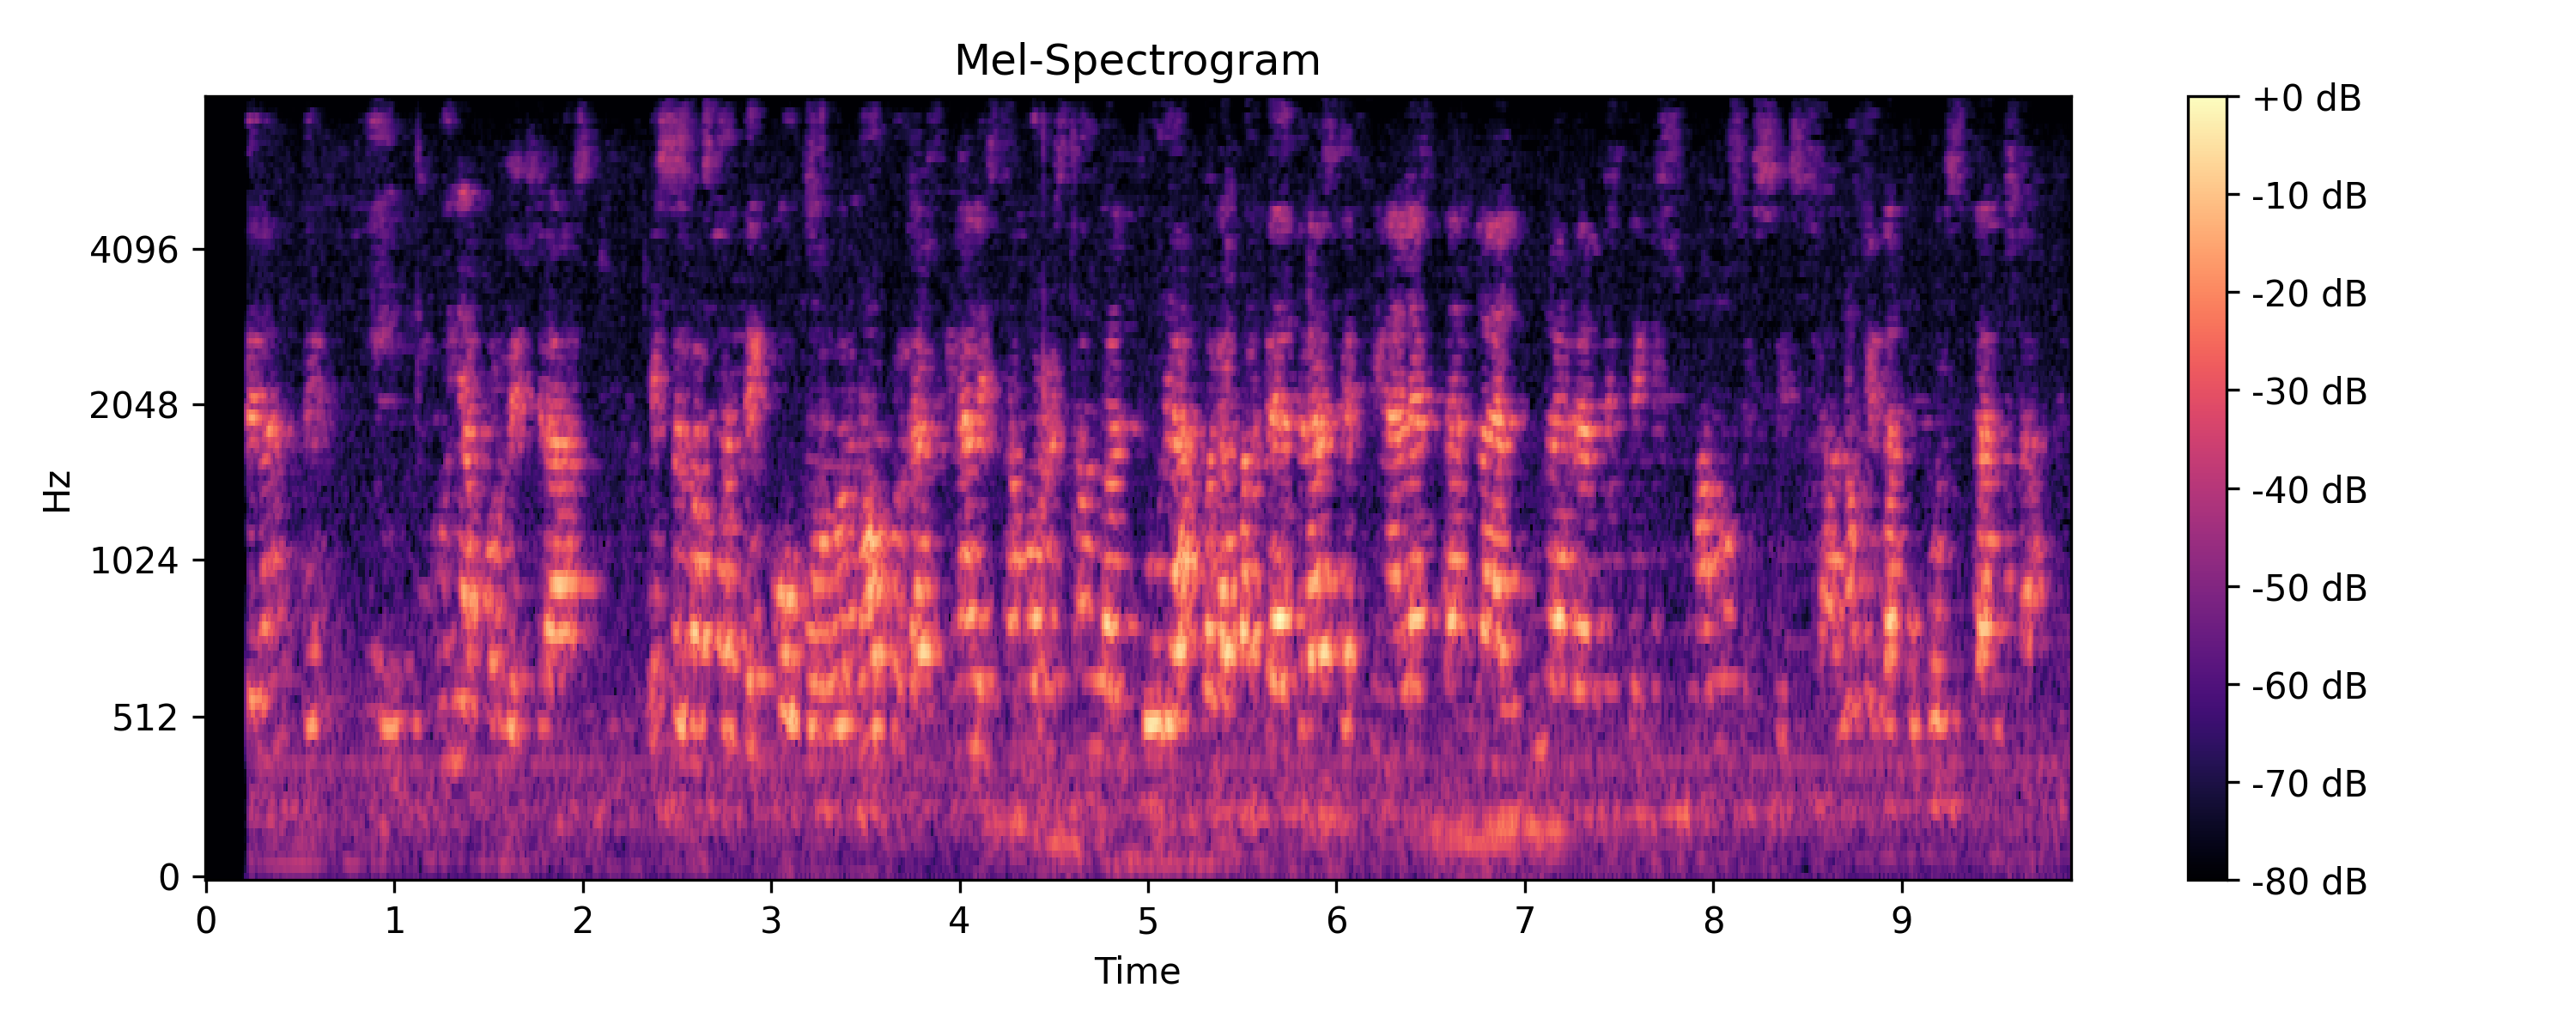 Mel-Spectrogram
+0 dB
-10 dB
-20 dB
-30 dB
-40 dB
-50 dB
-60 dB
-70 dB
-80 dB
Hz
4096
2048
1024
512
0
0 1 2 3 4 5 6 7 8 9
Time